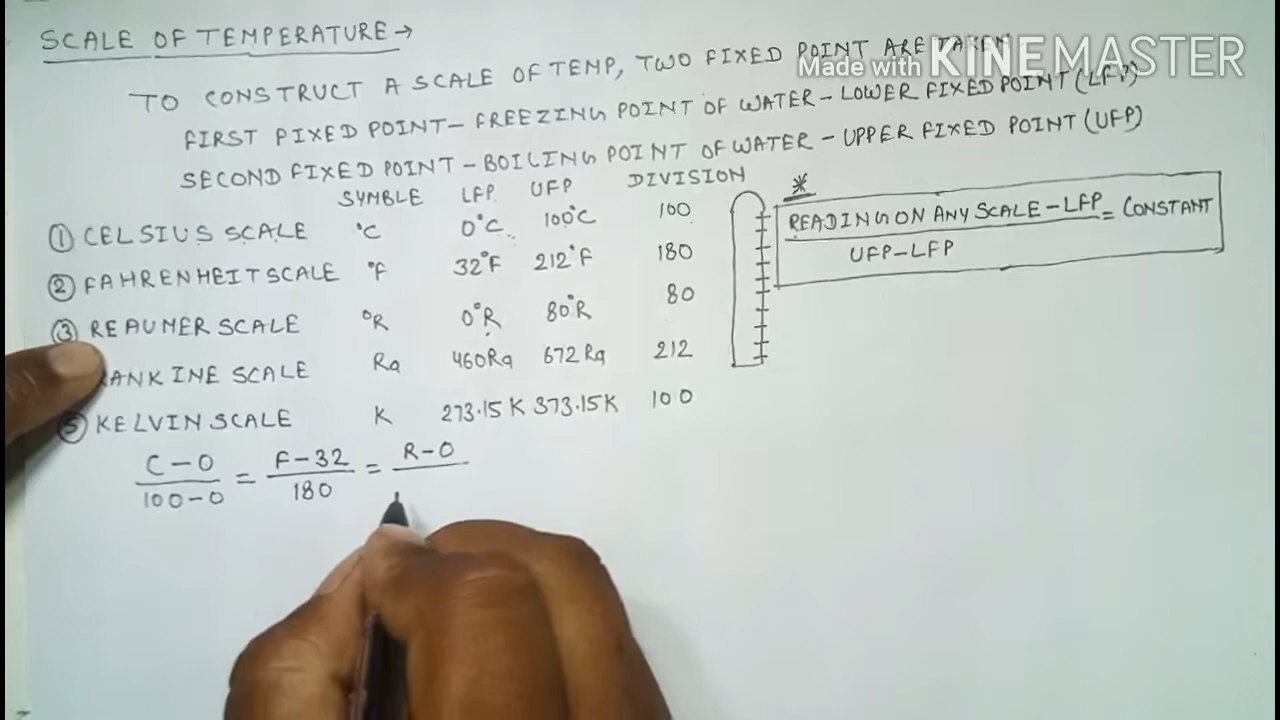 SCALE OF TEMPERATURE→
TO CONSTRUCT A SCALE OF TEMP, TWO FIXED POINT ARE TAKEN
Made with KINEMASTER
FIRST FIXED POINT – FREEZING POINT OF WATER – LOWER FIXED POINT (LFP)
SECOND FIXED POINT – BOILING POINT OF WATER – UPPER FIXED POINT (UFP)
SYMBLE LFP UFP DIVISION
① CELSIUS SCALE °C 0°C 100°C 100
② FAHRENHEIT SCALE °F 32°F 212°F 180
③ REAUMER SCALE °R 0°R 80°R 80
RANKINE SCALE Ra 460Ra 672Ra 212
⑤ KELVIN SCALE K 273.15K 373.15K 100
*
READING ON ANY SCALE – LFP = CONSTANT
UFP – LFP
C – 0 = F – 32 = R – 0
100 – 0 180